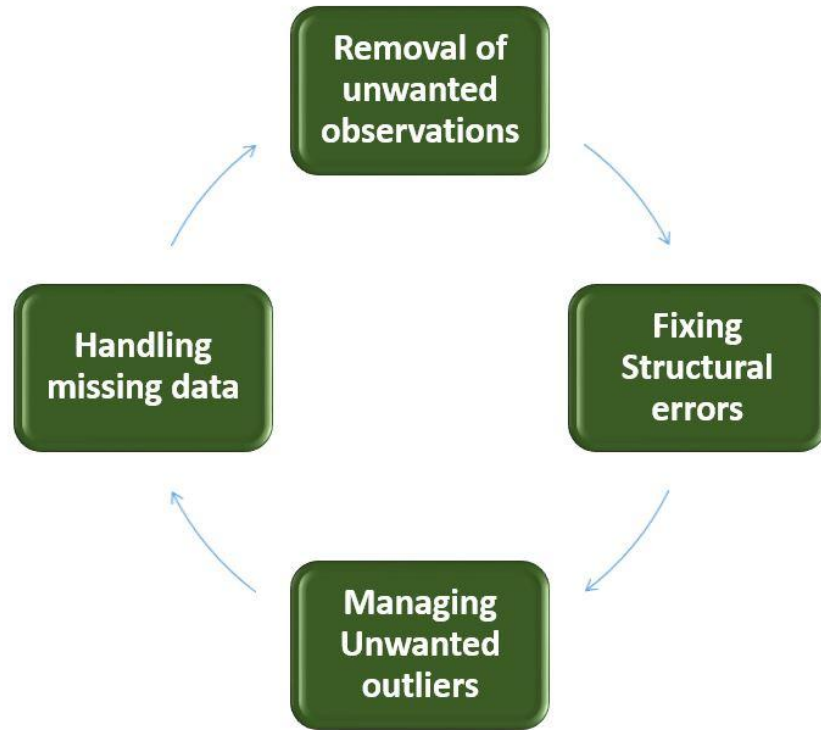 Removal of
unwanted
observations
Fixing
Structural
errors
Managing
Unwanted
outliers
Handling
missing data